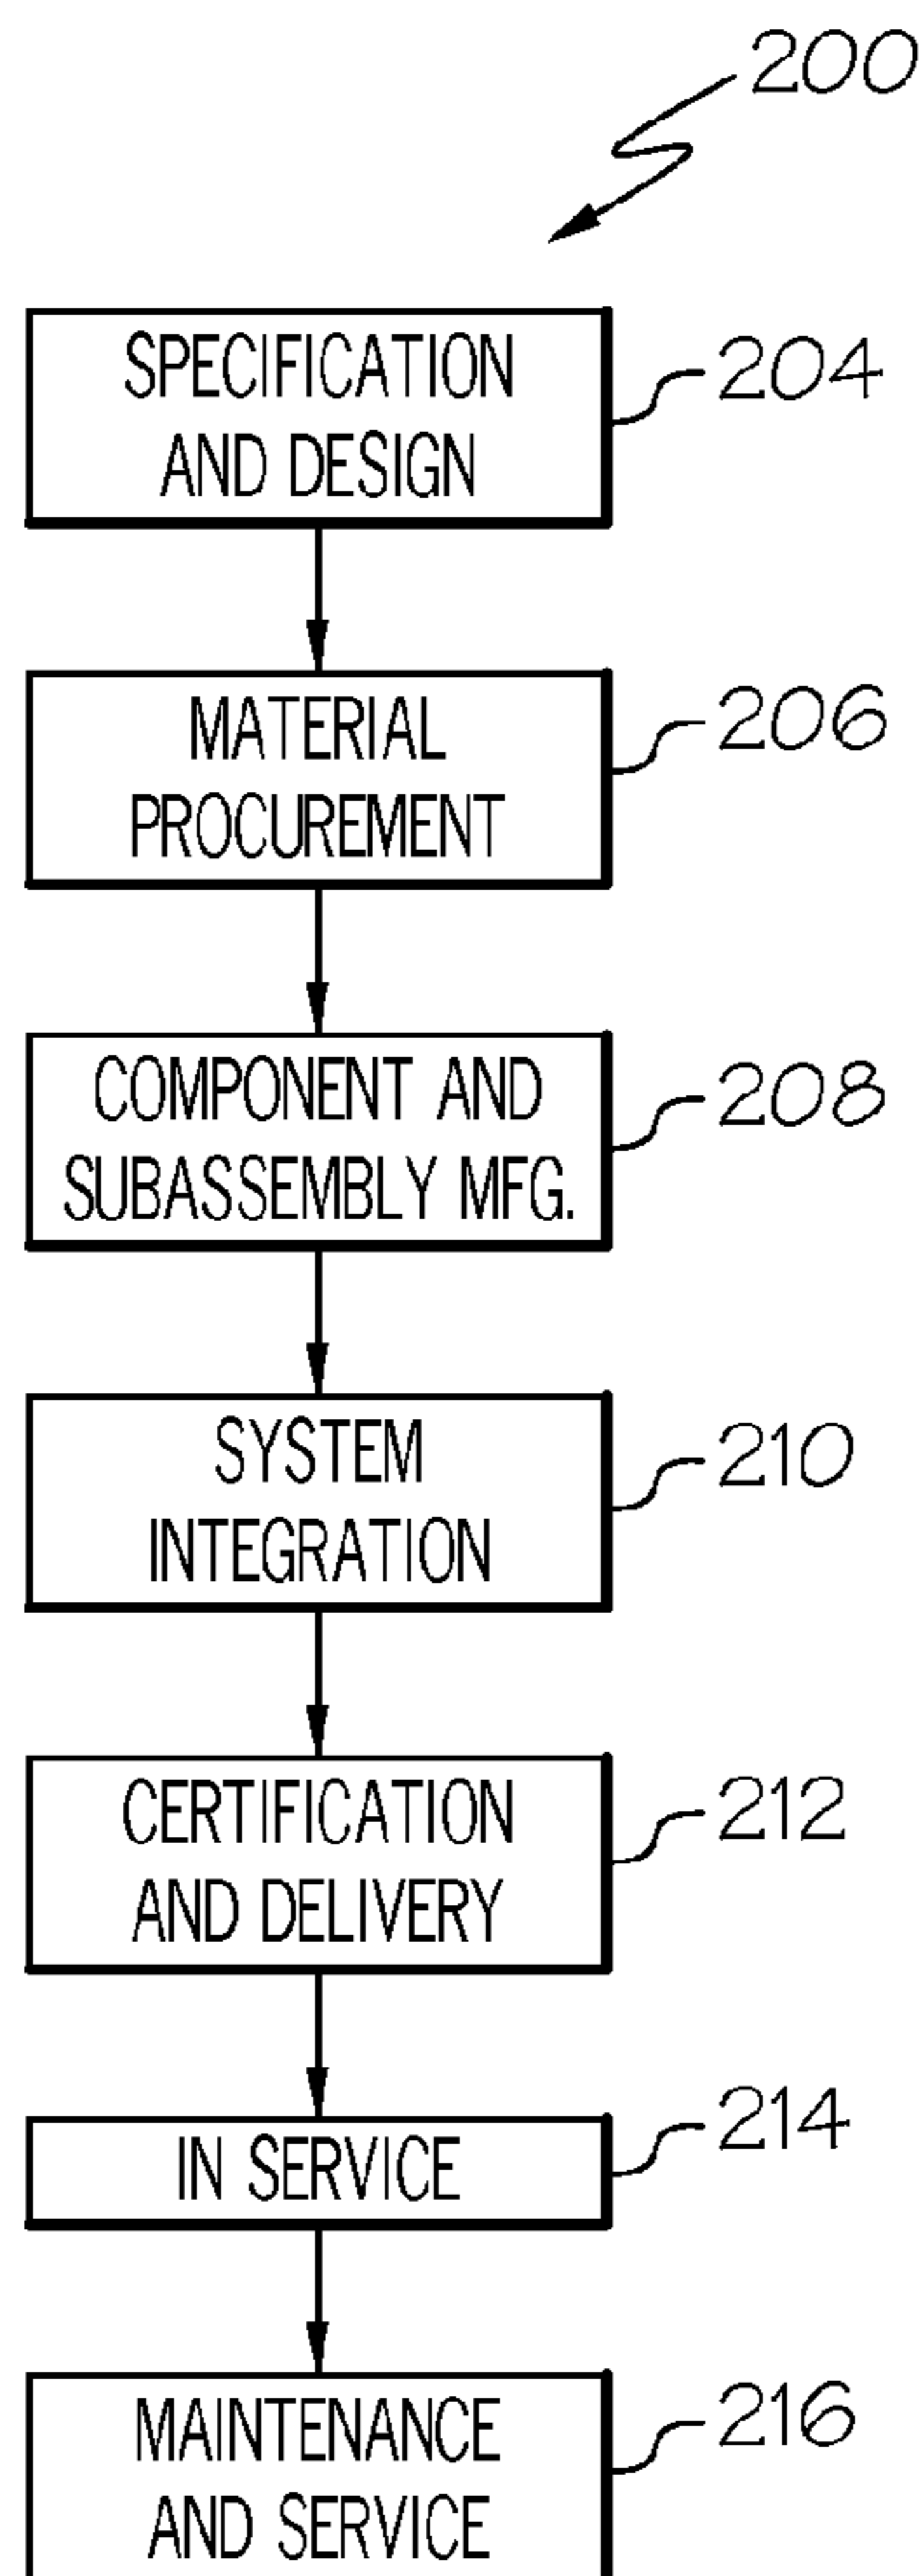 200
SPECIFICATION
AND DESIGN
204
MATERIAL
PROCUREMENT
206
COMPONENT AND
SUBASSEMBLY MFG.
208
SYSTEM
INTEGRATION
210
CERTIFICATION
AND DELIVERY
212
IN SERVICE
214
MAINTENANCE
AND SERVICE
216